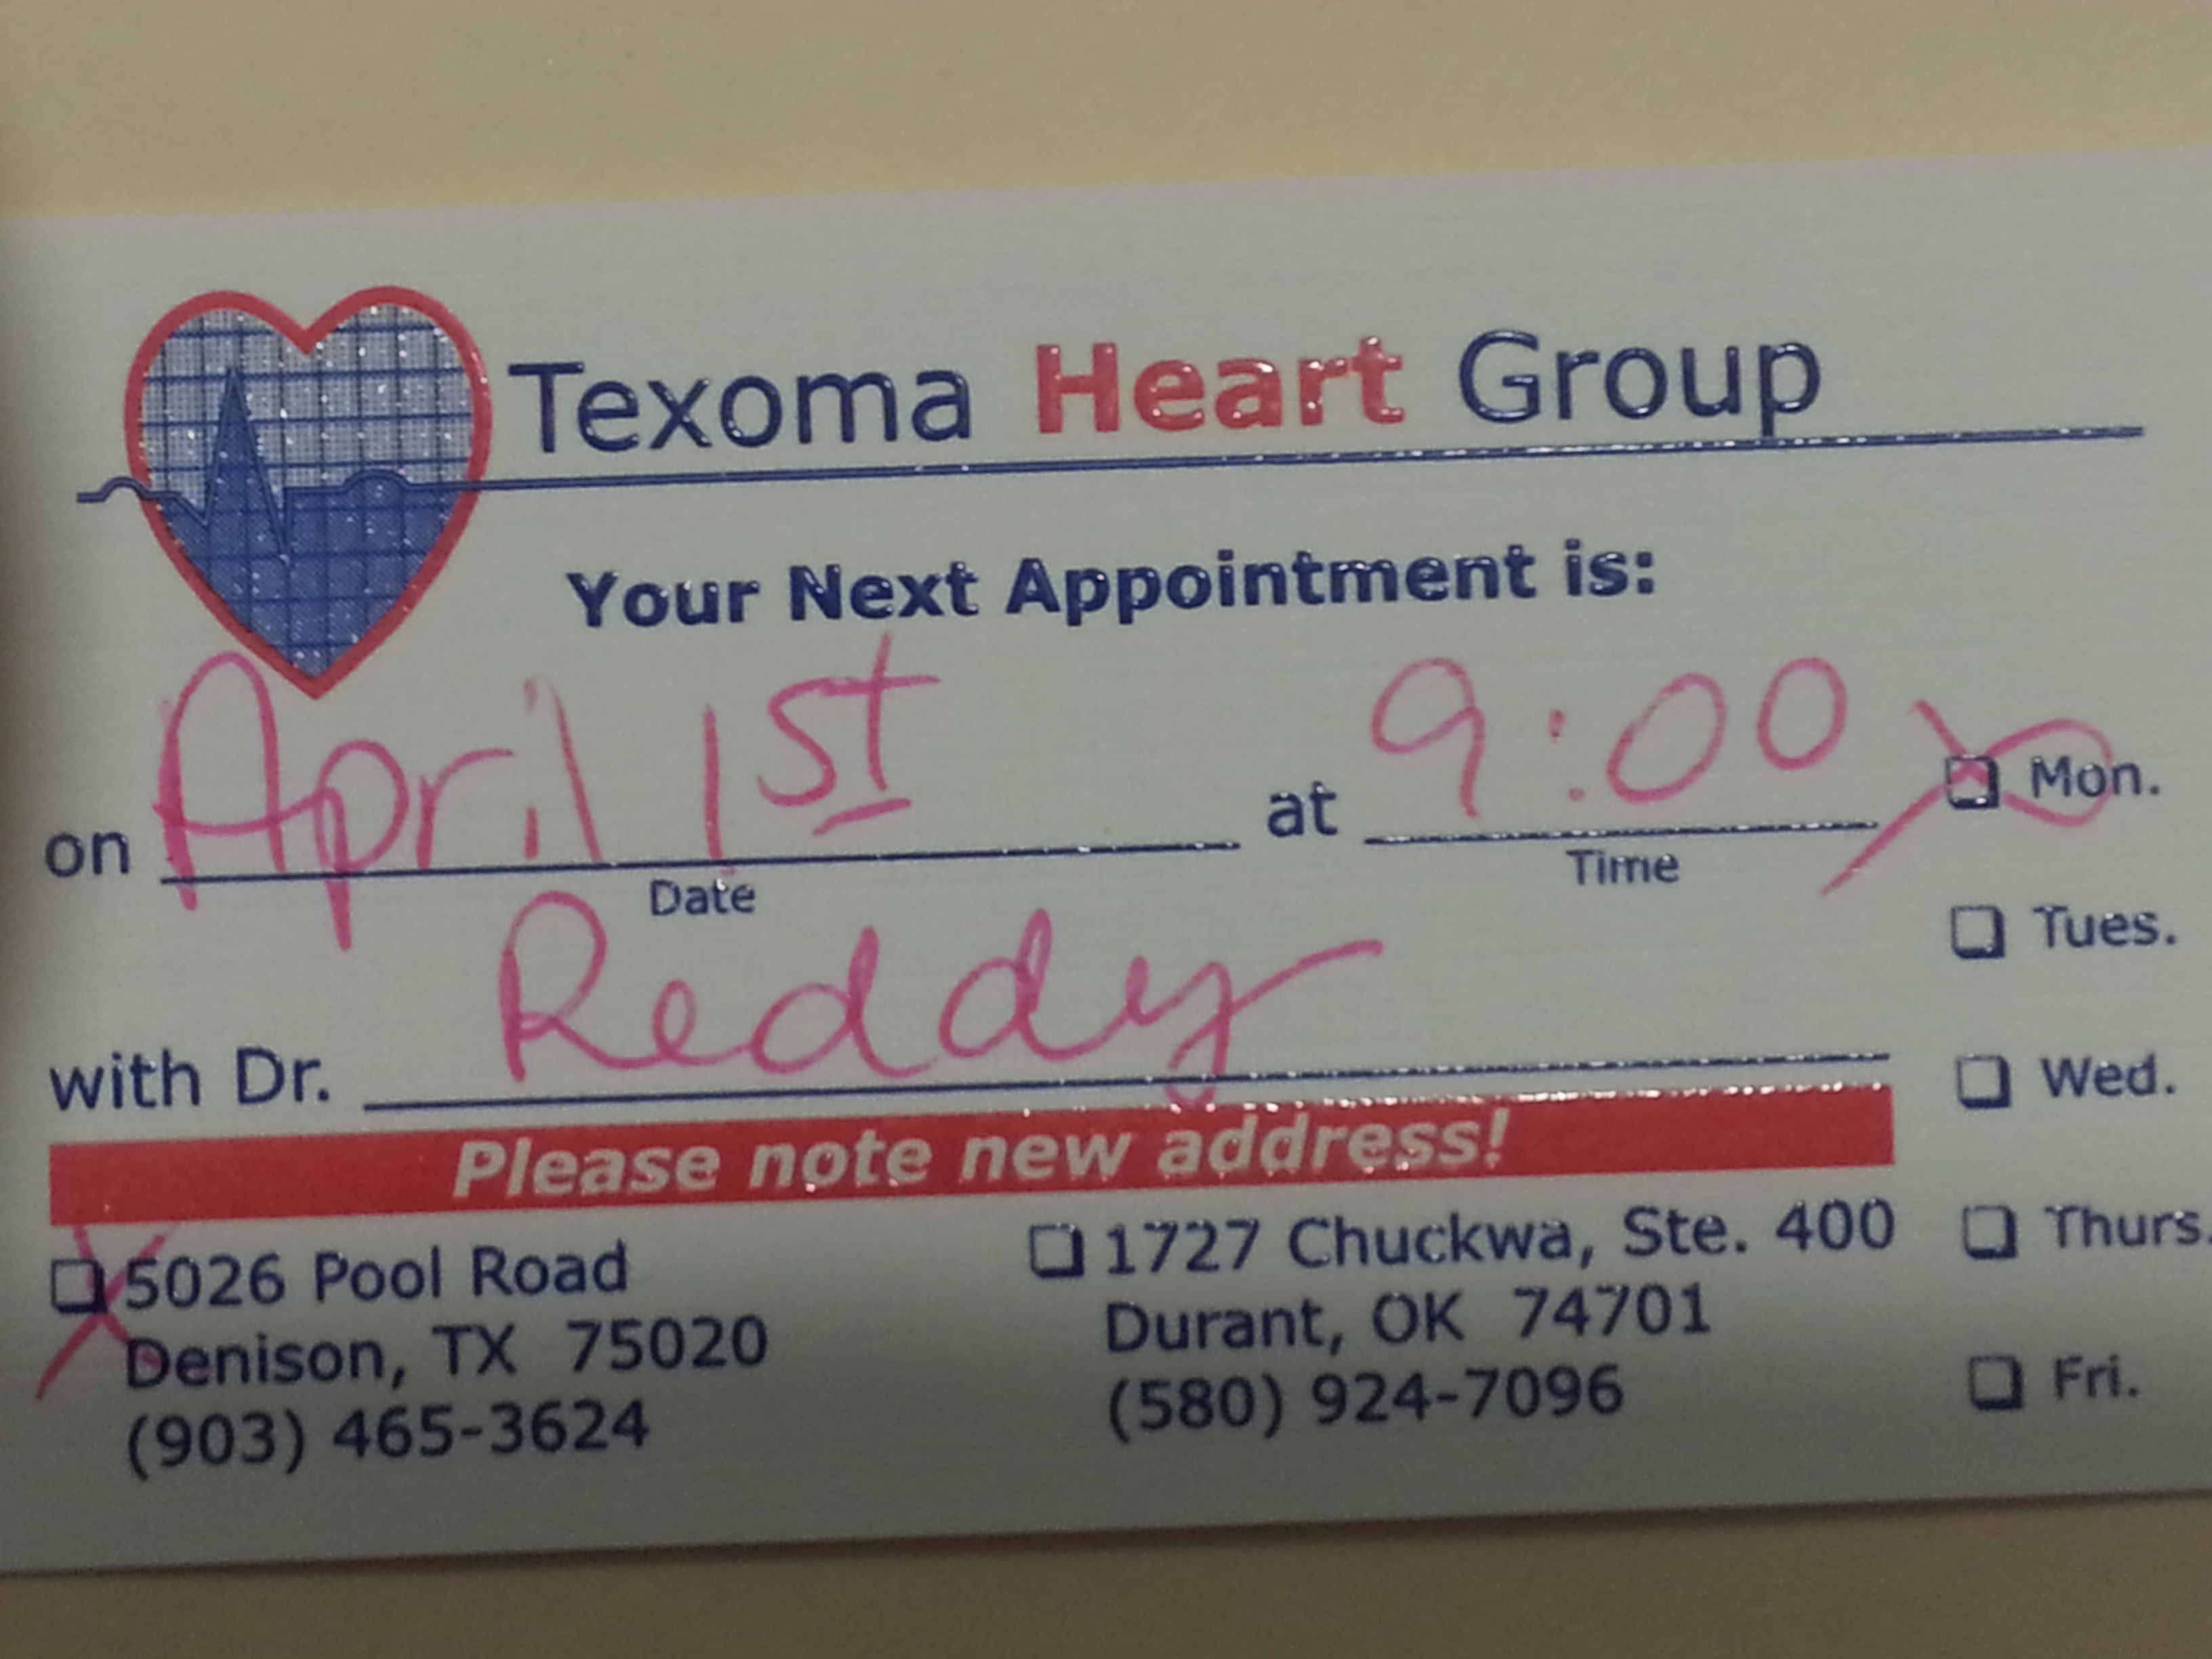 Texoma Heart Group
Your Next Appointment is:
on April 1st at 9:00
Date Time
with Dr. Reddy
Please note new address!
5026 Pool Road
Denison, TX 75020
(903) 465-3624
1727 Chuckwa, Ste. 400
Durant, OK 74701
(580) 924-7096
Mon.
Tues.
Wed.
Thurs.
Fri.